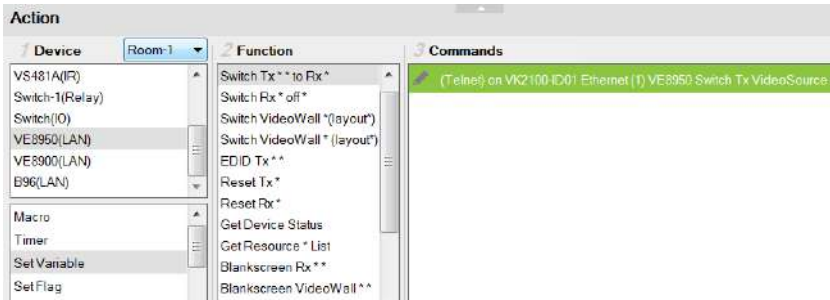 Action
1 Device
Room-1
2 Function
3 Commands
VS481A(IR)
Switch-1(Relay)
Switch(IO)
VE8950(LAN)
VE8900(LAN)
B96(LAN)
Macro
Timer
Set Variable
Set Flag
Switch Tx * * to Rx *
Switch Rx * off *
Switch VideoWall *(layout*)
Switch VideoWall * (layout*)
EDID Tx * *
Reset Tx *
Reset Rx *
Get Device Status
Get Resource * List
Blankscreen Rx * *
Blankscreen VideoWall * *
(Telnet) on VK2100-ID01 Ethernet (1) VE8950 Switch Tx VideoSource